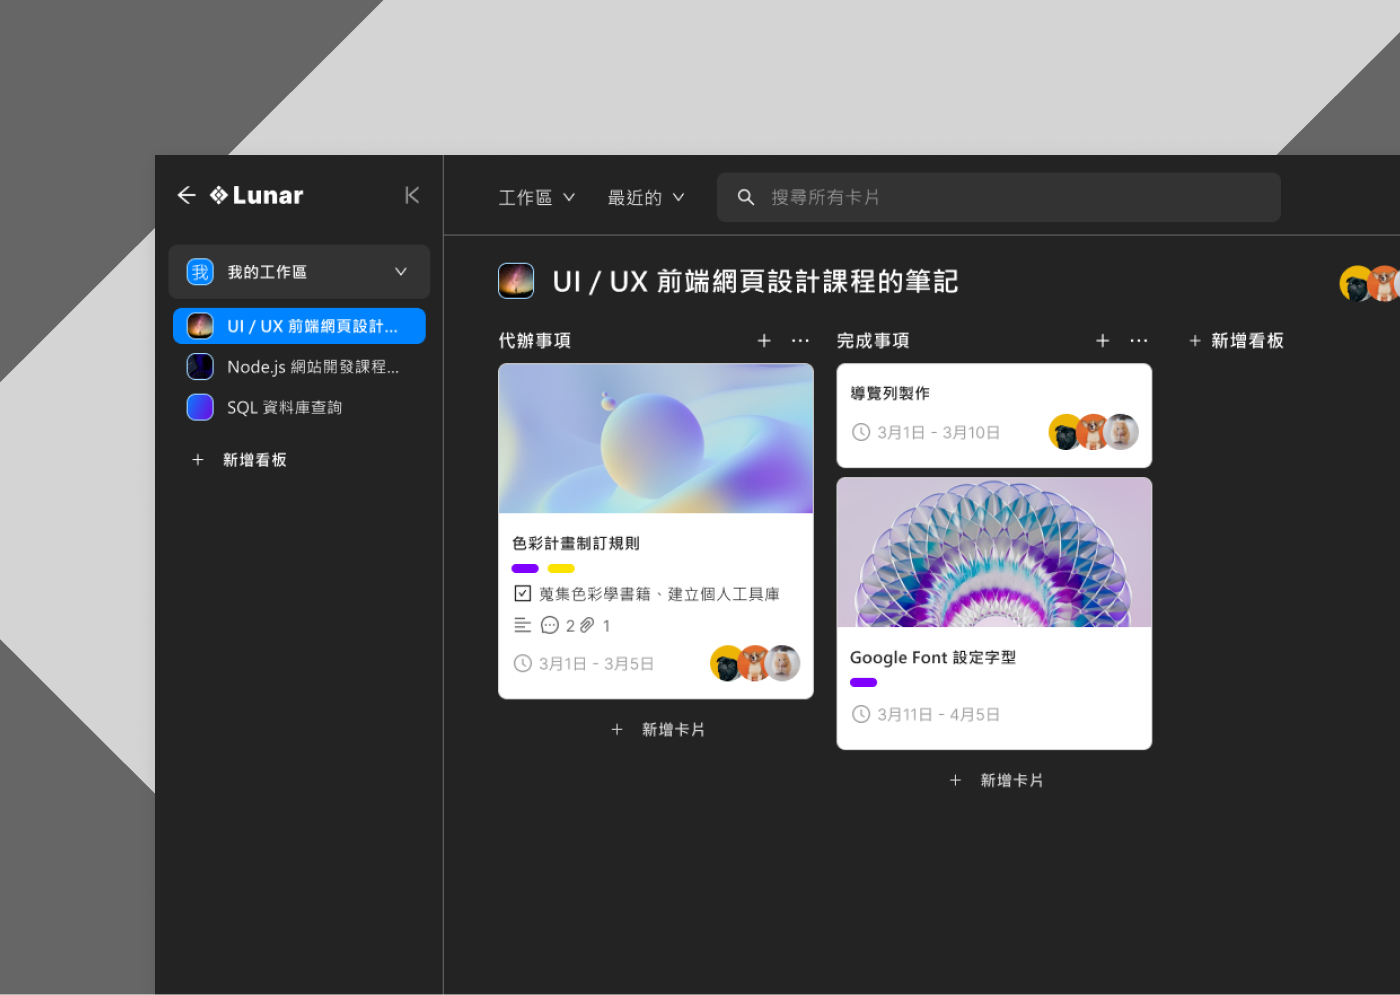 Lunar
我 我的工作區
UI / UX 前端網頁設計...
Node.js 網站開發課程...
SQL 資料庫查詢
+ 新增看板
工作區 最近的 搜尋所有卡片
UI / UX 前端網頁設計課程的筆記
代辦事項 + ...
色彩計畫制訂規則
蒐集色彩學書籍、建立個人工具庫
2 1
3月1日 - 3月5日
+ 新增卡片
完成事項 + ...
導覽列製作
3月1日 - 3月10日
Google Font 設定字型
3月11日 - 4月5日
+ 新增卡片
+ 新增看板